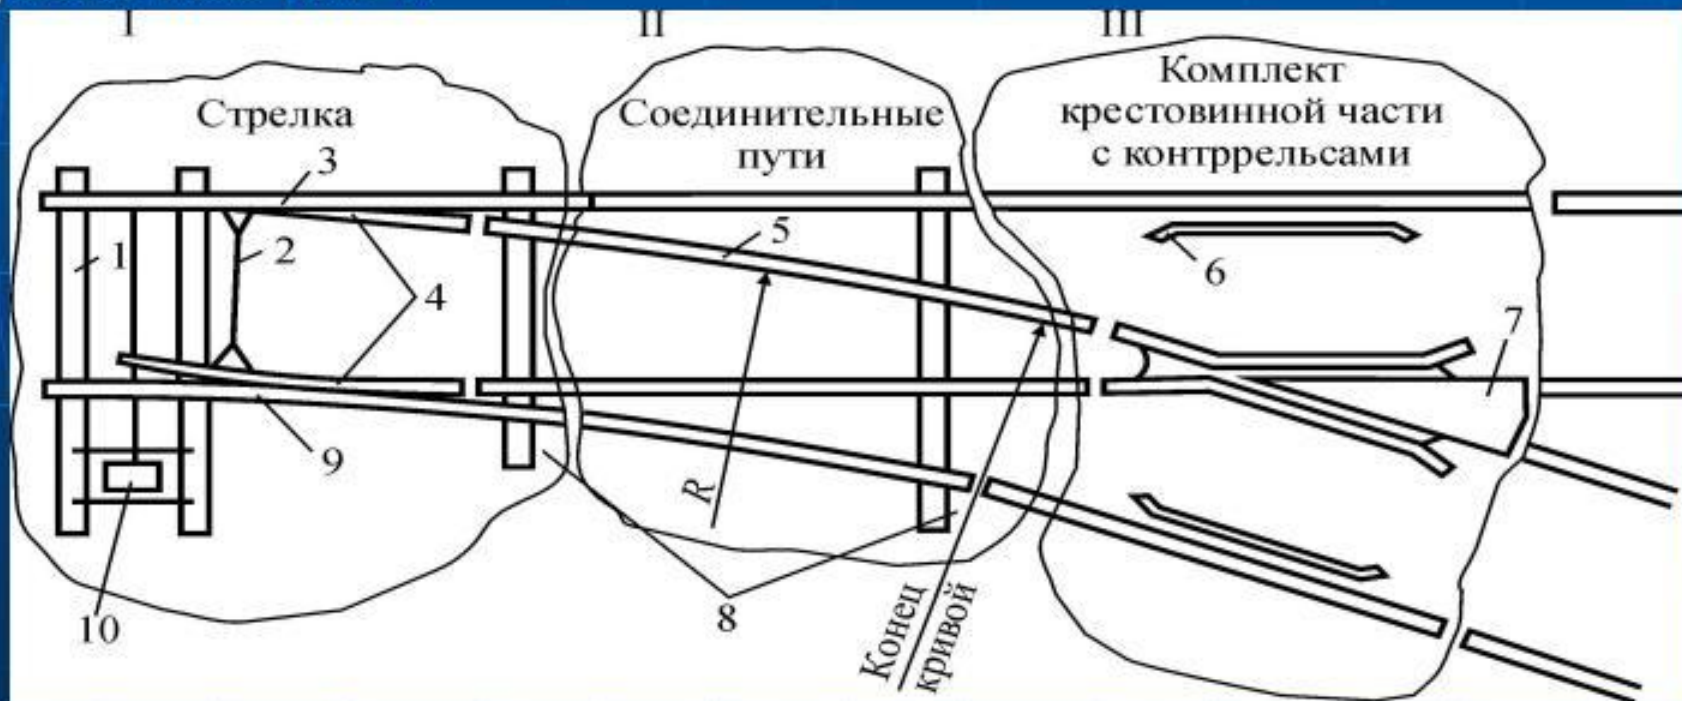 I
II
III
Стрелка
Соединительные
пути
Комплект
крестовинной части
с контррельсами
3
1
2
4
5
6
7
9
R
10
8
Конец
кривой